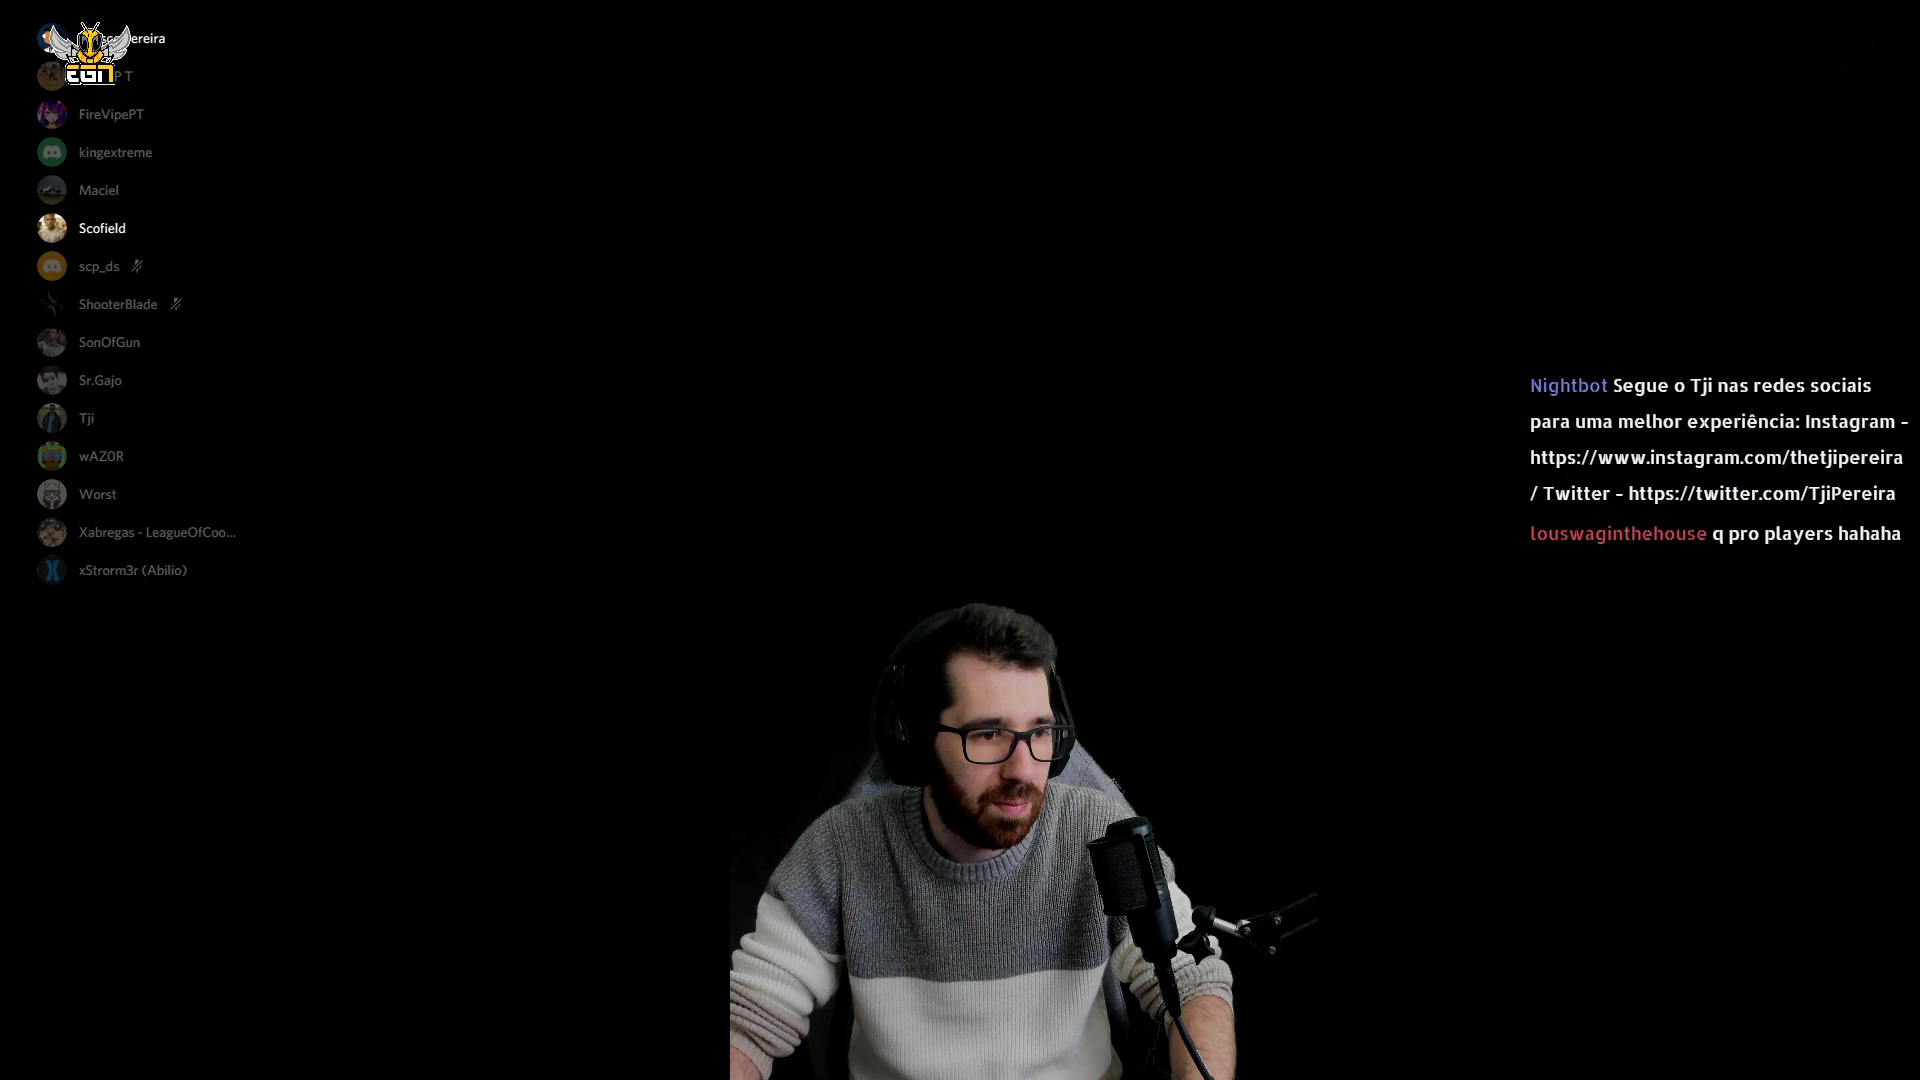 ereira
EGN
P T
FireVipePT
kingextreme
Maciel
Scofield
scp_ds
ShooterBlade
SonOfGun
Sr.Gajo
Tji
wAZ0R
Worst
Xabregas - LeagueOfCoo...
xStrorm3r (Abilio)
Nightbot Segue o Tji nas redes sociais
para uma melhor experiência: Instagram -
https://www.instagram.com/thetjipereira
/ Twitter - https://twitter.com/TjiPereira
louswaginthehouse q pro players hahaha